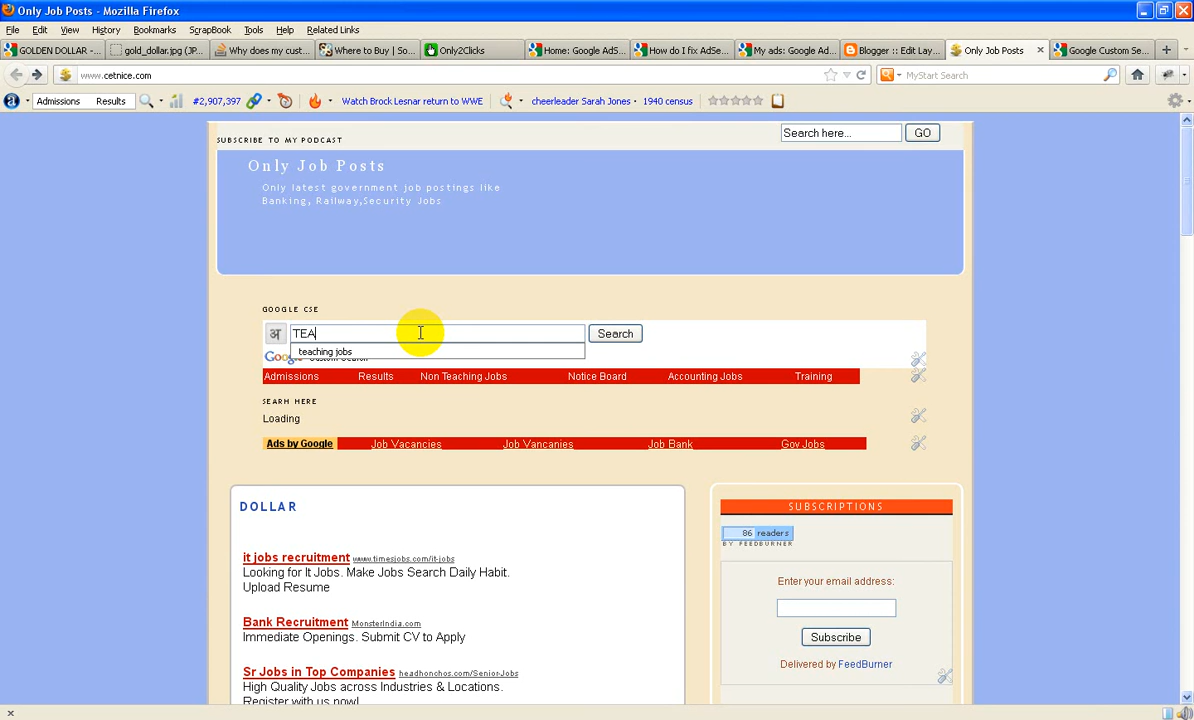 Only Job Posts - Mozilla Firefox
File Edit View History Bookmarks ScrapBook Tools Help Related Links
GOLDEN DOLLAR -... gold_dollar.jpg (JP... Why does my cust... Where to Buy | So... Only2Clicks Home: Google AdS... How do I fix AdSe... My ads: Google Ad... Blogger :: Edit Lay... Only Job Posts Google Custom Se...
www.cetnice.com MyStart Search
Admissions Results #2,907,397 Watch Brock Lesnar return to WWE cheerleader Sarah Jones · 1940 census
SUBSCRIBE TO MY PODCAST Search here... GO
Only Job Posts
Only latest government job postings like
Banking, Railway,Security Jobs
GOOGLE CSE
अ TEA Search
teaching jobs
Admissions Results Non Teaching Jobs Notice Board Accounting Jobs Training
SEARH HERE
Loading
Ads by Google Job Vacancies Job Vancanies Job Bank Gov Jobs
DOLLAR
it jobs recruitment www.timesjobs.com/it-jobs
Looking for It Jobs. Make Jobs Search Daily Habit.
Upload Resume
Bank Recruitment MonsterIndia.com
Immediate Openings. Submit CV to Apply
Sr Jobs in Top Companies headhonchos.com/SeniorJobs
High Quality Jobs across Industries & Locations.
Register with us now!
SUBSCRIPTIONS
86 readers
BY FEEDBURNER
Enter your email address:
Subscribe
Delivered by FeedBurner